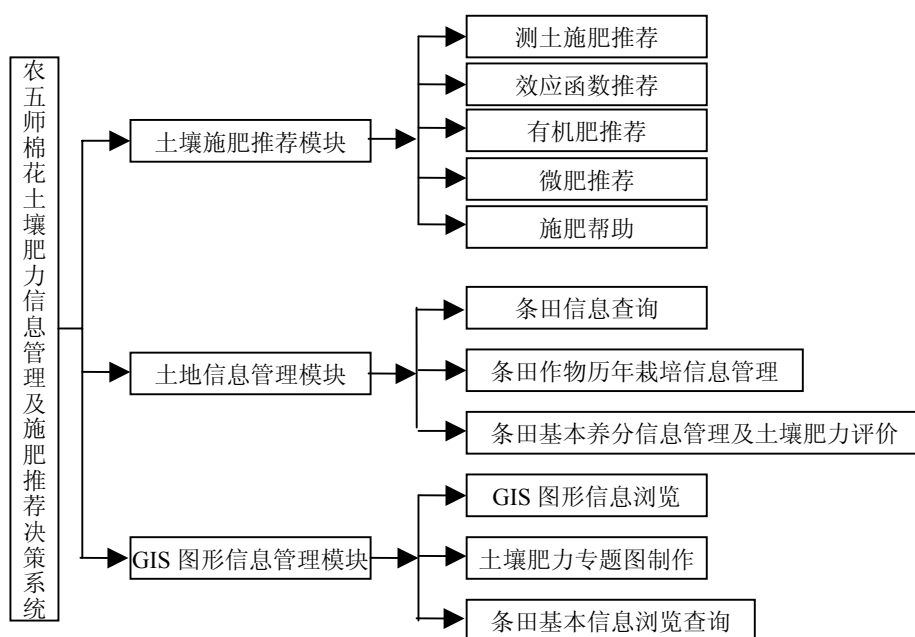 农五师棉花土壤肥力信息管理及施肥推荐决策系统
土壤施肥推荐模块
测土施肥推荐
效应函数推荐
有机肥推荐
微肥推荐
施肥帮助
土地信息管理模块
条田信息查询
条田作物历年栽培信息管理
条田基本养分信息管理及土壤肥力评价
GIS 图形信息管理模块
GIS 图形信息浏览
土壤肥力专题图制作
条田基本信息浏览查询